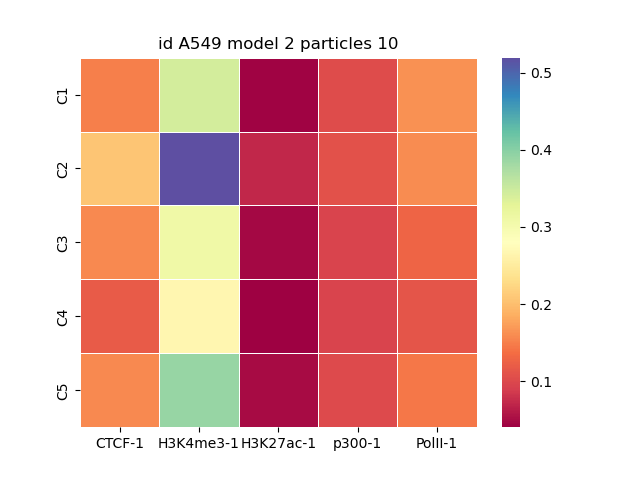 id A549 model 2 particles 10
C1
C2
C3
C4
C5
CTCF-1
H3K4me3-1
H3K27ac-1
p300-1
PolII-1
0.5
0.4
0.3
0.2
0.1